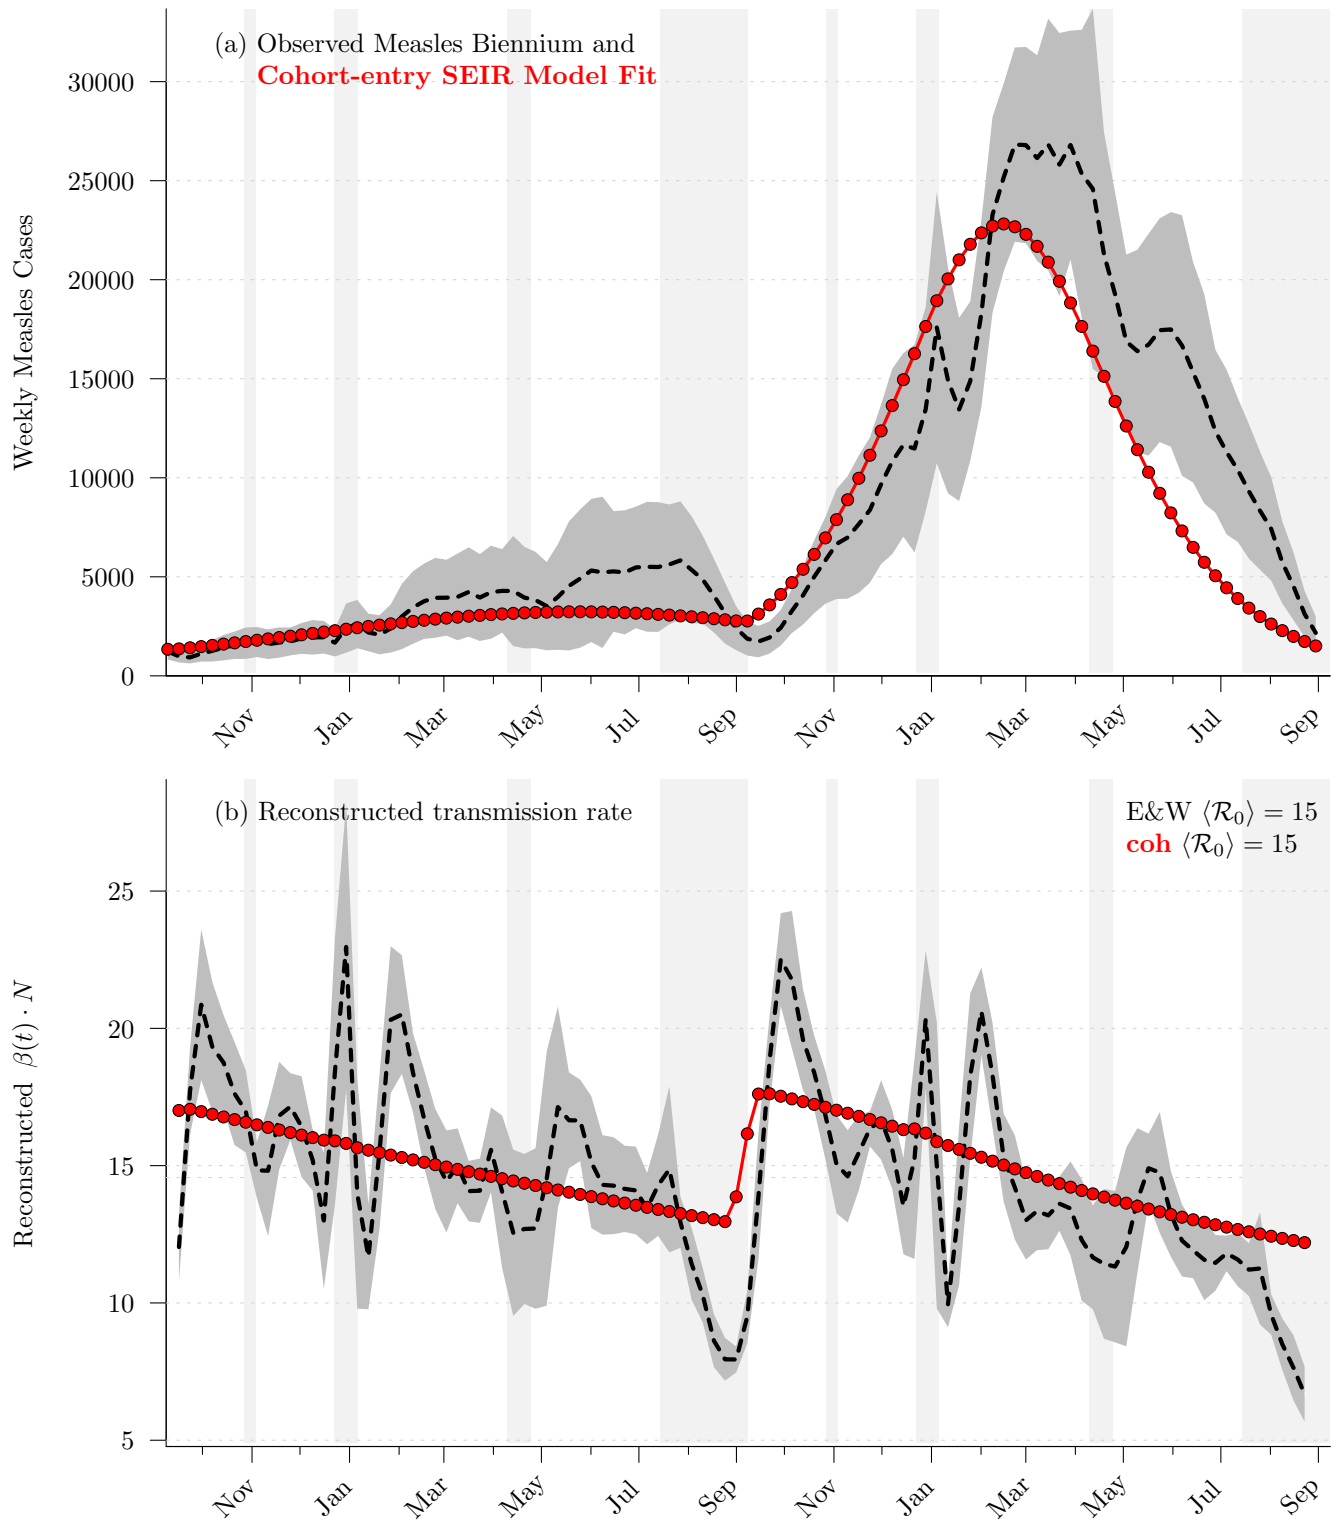 (a) Observed Measles Biennium and
Cohort-entry SEIR Model Fit
Weekly Measles Cases
30000
25000
20000
15000
10000
5000
0
Nov
Jan
Mar
May
Jul
Sep
Nov
Jan
Mar
May
Jul
Sep
(b) Reconstructed transmission rate
E&W ⟨ℛ₀⟩ = 15
coh ⟨ℛ₀⟩ = 15
Reconstructed β(t) · N
25
20
15
10
5
Nov
Jan
Mar
May
Jul
Sep
Nov
Jan
Mar
May
Jul
Sep